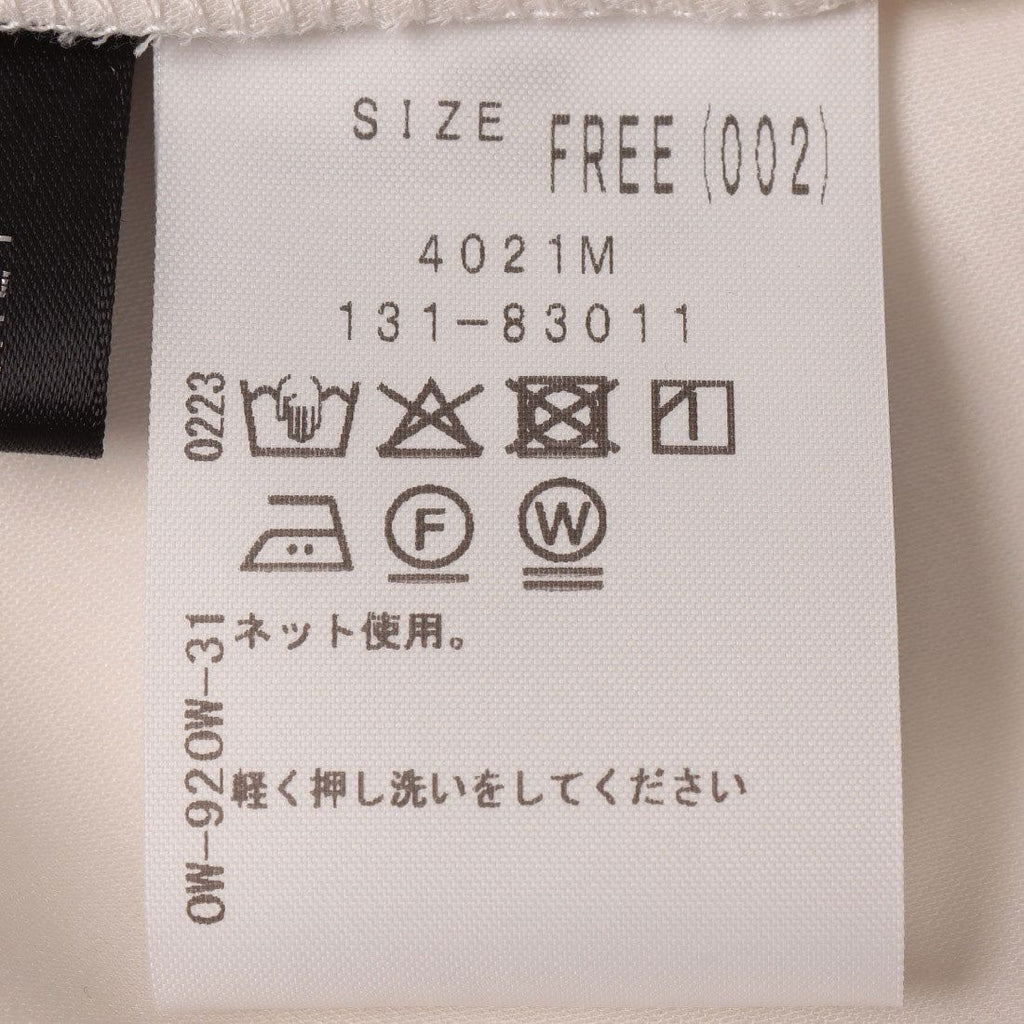 SIZE FREE(002)
4021M
131-83011
0223
F W
ネット使用。
軽く押し洗いをしてください
OW-920W-31